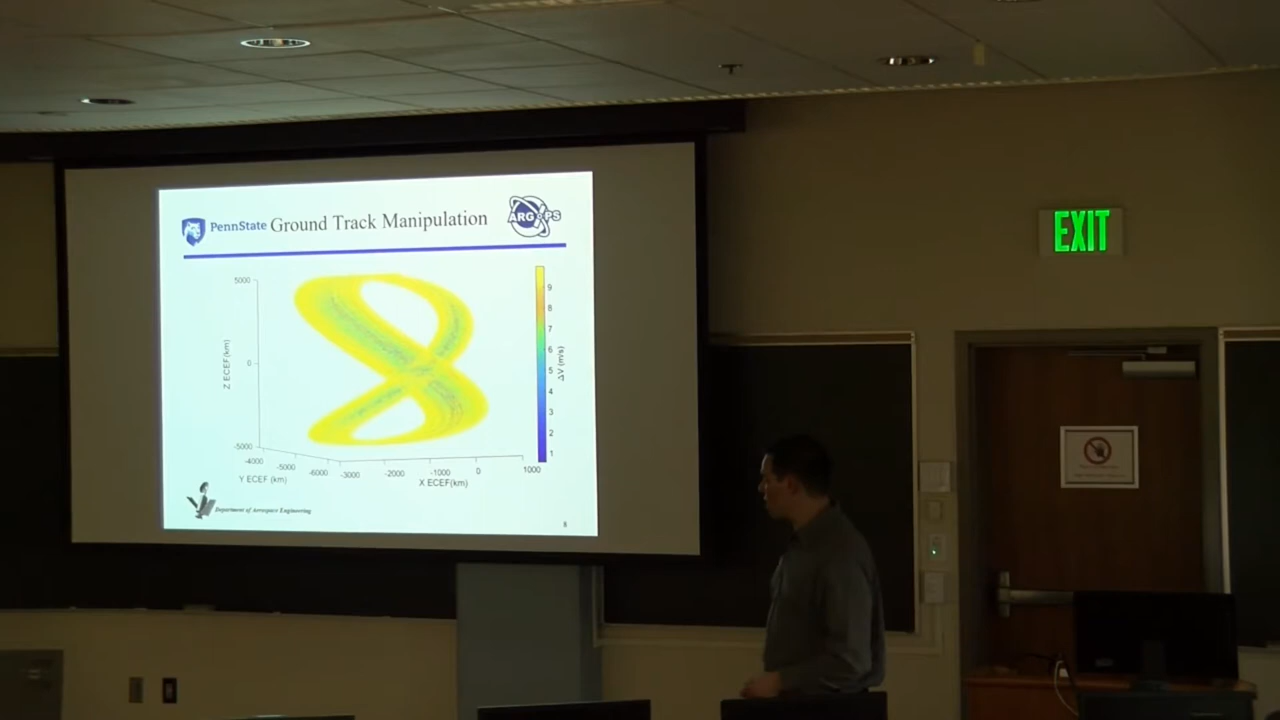 PennState Ground Track Manipulation
ARGOPS
5000
0
-5000
Z ECEF(km)
-4000
-5000
-6000
Y ECEF (km)
-3000
-2000
-1000
0
1000
X ECEF(km)
9
8
7
6
5
4
3
2
1
ΔV (m/s)
Department of Aerospace Engineering
8
EXIT